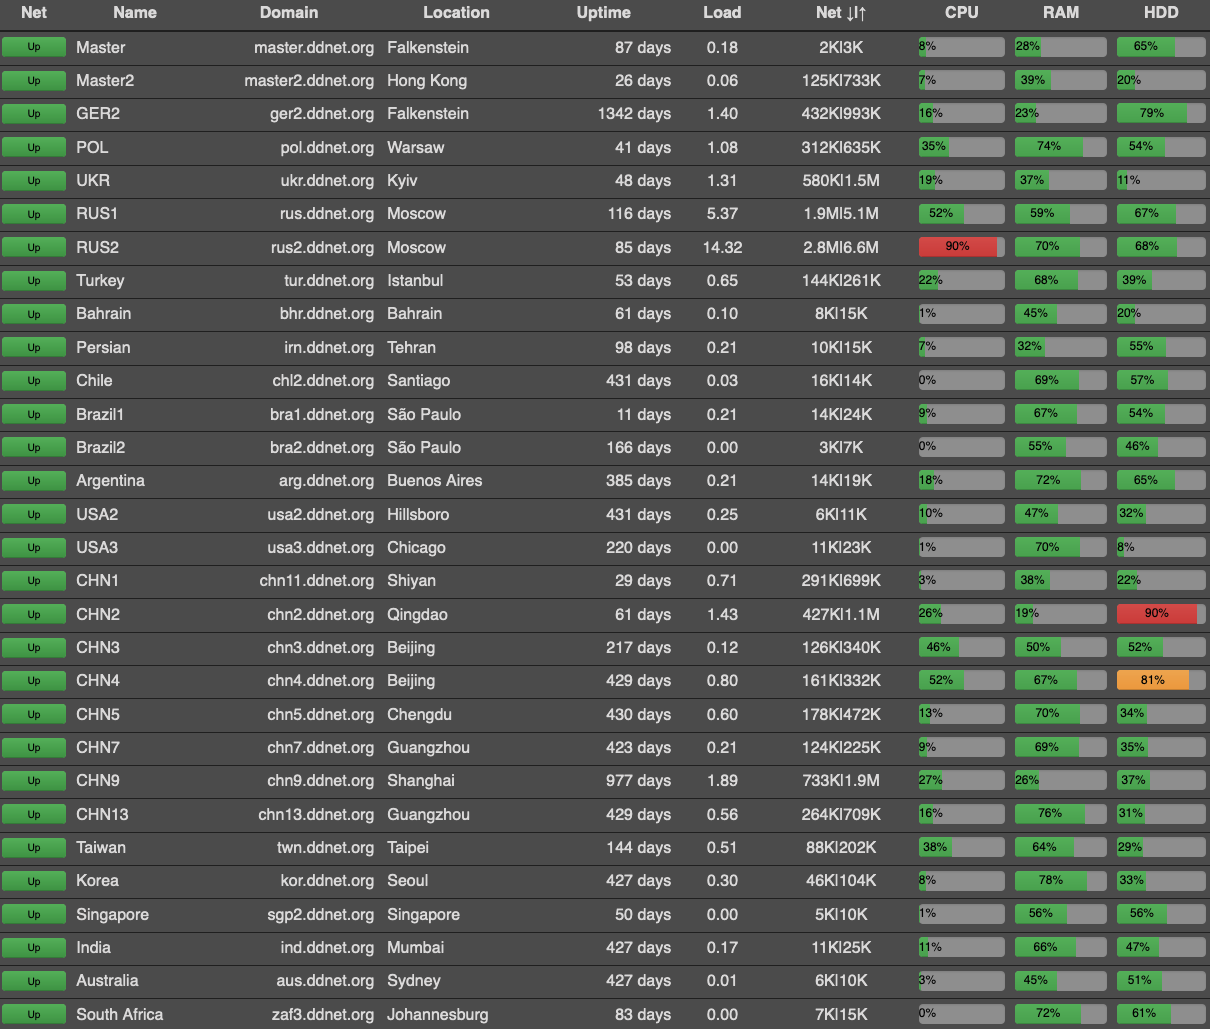 Net Name Domain Location Uptime Load Net ↓|↑ CPU RAM HDD
Up Master master.ddnet.org Falkenstein 87 days 0.18 2K|3K 8% 28% 65%
Up Master2 master2.ddnet.org Hong Kong 26 days 0.06 125K|733K 7% 39% 20%
Up GER2 ger2.ddnet.org Falkenstein 1342 days 1.40 432K|993K 16% 23% 79%
Up POL pol.ddnet.org Warsaw 41 days 1.08 312K|635K 35% 74% 54%
Up UKR ukr.ddnet.org Kyiv 48 days 1.31 580K|1.5M 19% 37% 11%
Up RUS1 rus.ddnet.org Moscow 116 days 5.37 1.9M|5.1M 52% 59% 67%
Up RUS2 rus2.ddnet.org Moscow 85 days 14.32 2.8M|6.6M 90% 70% 68%
Up Turkey tur.ddnet.org Istanbul 53 days 0.65 144K|261K 22% 68% 39%
Up Bahrain bhr.ddnet.org Bahrain 61 days 0.10 8K|15K 1% 45% 20%
Up Persian irn.ddnet.org Tehran 98 days 0.21 10K|15K 7% 32% 55%
Up Chile chl2.ddnet.org Santiago 431 days 0.03 16K|14K 0% 69% 57%
Up Brazil1 bra1.ddnet.org São Paulo 11 days 0.21 14K|24K 9% 67% 54%
Up Brazil2 bra2.ddnet.org São Paulo 166 days 0.00 3K|7K 0% 55% 46%
Up Argentina arg.ddnet.org Buenos Aires 385 days 0.21 14K|19K 18% 72% 65%
Up USA2 usa2.ddnet.org Hillsboro 431 days 0.25 6K|11K 10% 47% 32%
Up USA3 usa3.ddnet.org Chicago 220 days 0.00 11K|23K 1% 70% 8%
Up CHN1 chn11.ddnet.org Shiyan 29 days 0.71 291K|699K 3% 38% 22%
Up CHN2 chn2.ddnet.org Qingdao 61 days 1.43 427K|1.1M 26% 19% 90%
Up CHN3 chn3.ddnet.org Beijing 217 days 0.12 126K|340K 46% 50% 52%
Up CHN4 chn4.ddnet.org Beijing 429 days 0.80 161K|332K 52% 67% 81%
Up CHN5 chn5.ddnet.org Chengdu 430 days 0.60 178K|472K 13% 70% 34%
Up CHN7 chn7.ddnet.org Guangzhou 423 days 0.21 124K|225K 9% 69% 35%
Up CHN9 chn9.ddnet.org Shanghai 977 days 1.89 733K|1.9M 27% 26% 37%
Up CHN13 chn13.ddnet.org Guangzhou 429 days 0.56 264K|709K 16% 76% 31%
Up Taiwan twn.ddnet.org Taipei 144 days 0.51 88K|202K 38% 64% 29%
Up Korea kor.ddnet.org Seoul 427 days 0.30 46K|104K 8% 78% 33%
Up Singapore sgp2.ddnet.org Singapore 50 days 0.00 5K|10K 1% 56% 56%
Up India ind.ddnet.org Mumbai 427 days 0.17 11K|25K 11% 66% 47%
Up Australia aus.ddnet.org Sydney 427 days 0.01 6K|10K 3% 45% 51%
Up South Africa zaf3.ddnet.org Johannesburg 83 days 0.00 7K|15K 0% 72% 61%